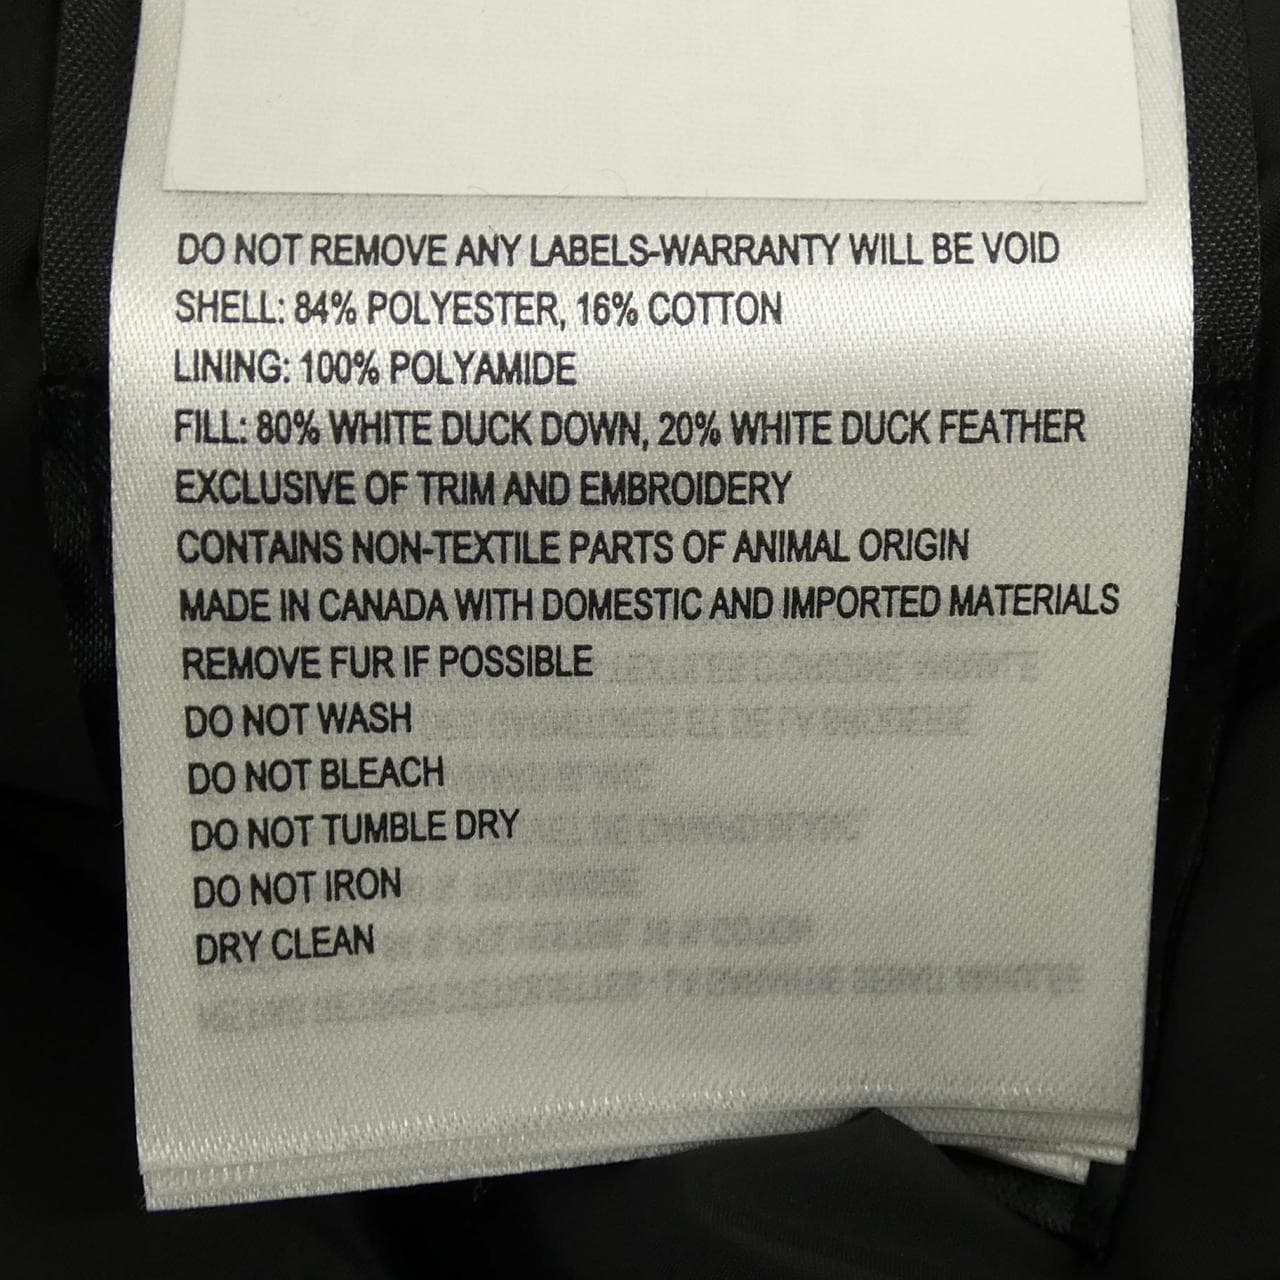 DO NOT REMOVE ANY LABELS-WARRANTY WILL BE VOID
SHELL: 84% POLYESTER, 16% COTTON
LINING: 100% POLYAMIDE
FILL: 80% WHITE DUCK DOWN, 20% WHITE DUCK FEATHER
EXCLUSIVE OF TRIM AND EMBROIDERY
CONTAINS NON-TEXTILE PARTS OF ANIMAL ORIGIN
MADE IN CANADA WITH DOMESTIC AND IMPORTED MATERIALS
REMOVE FUR IF POSSIBLE
DO NOT WASH
DO NOT BLEACH
DO NOT TUMBLE DRY
DO NOT IRON
DRY CLEAN